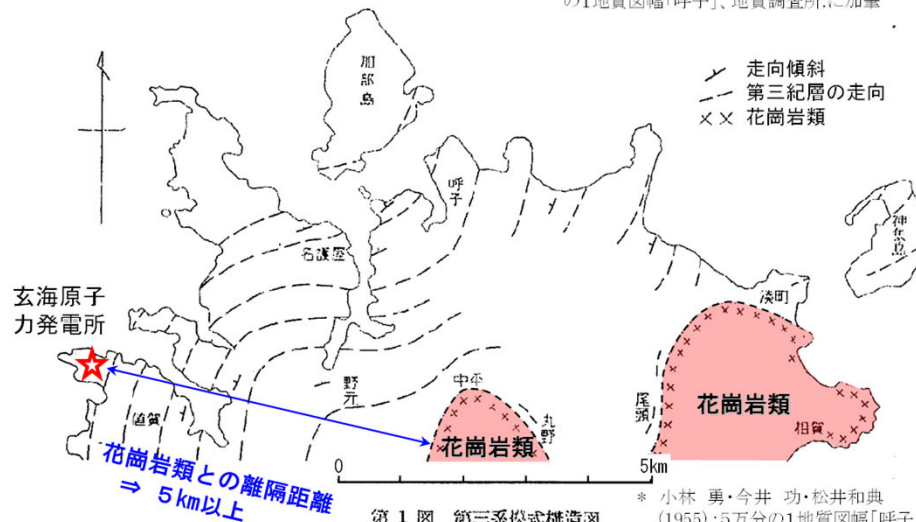 の1地質図幅「呼子」、地質調査所.に加筆
走向傾斜
第三紀層の走向
花崗岩類
加部島
呼子
名護屋
神集島
玄海原子
力発電所
湊町
野元
中平
尾頭
花崗岩類
値賀
丸野
相賀
花崗岩類
花崗岩類との離隔距離
⇒ 5km以上
0
5km
第1図 第三系模式構造図
* 小林 勇・今井 功・松井和典
(1955):5万分の1地質図幅「呼子